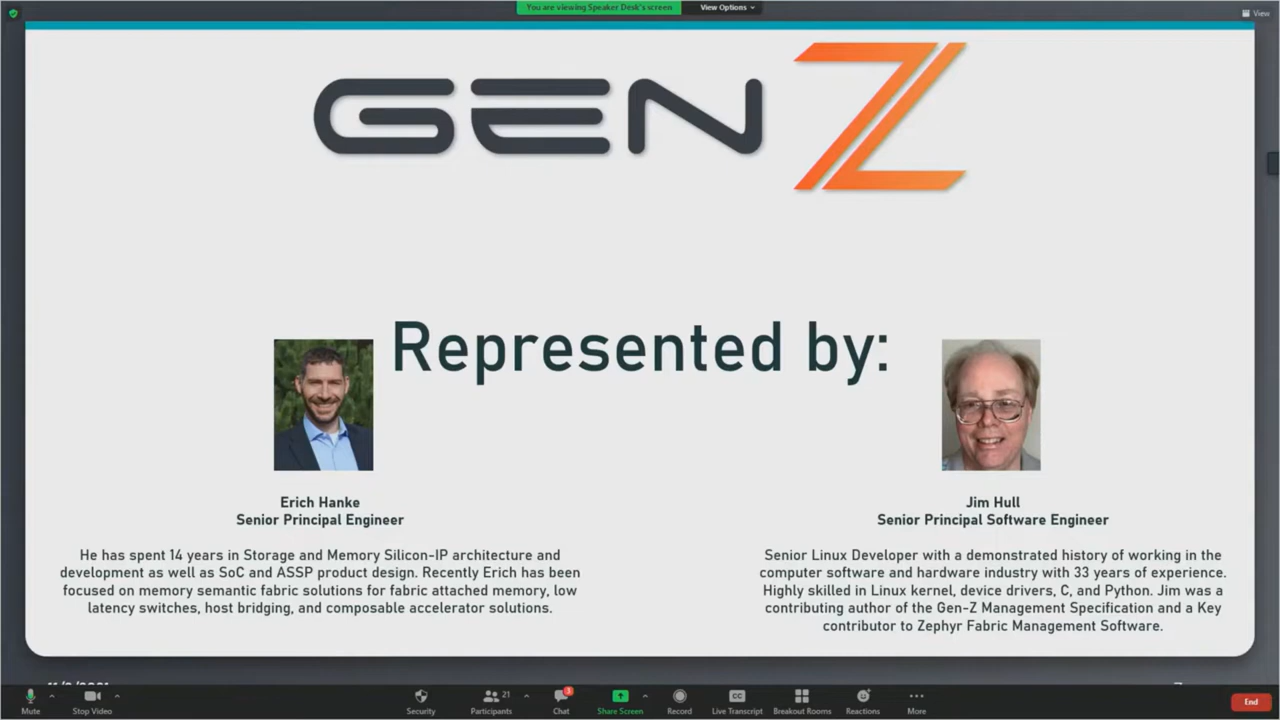 You are viewing Speaker Desk's screen
View Options
View
GEN Z
Represented by:
Erich Hanke
Senior Principal Engineer
He has spent 14 years in Storage and Memory Silicon-IP architecture and
development as well as SoC and ASSP product design. Recently Erich has been
focused on memory semantic fabric solutions for fabric attached memory, low
latency switches, host bridging, and composable accelerator solutions.
Jim Hull
Senior Principal Software Engineer
Senior Linux Developer with a demonstrated history of working in the
computer software and hardware industry with 33 years of experience.
Highly skilled in Linux kernel, device drivers, C, and Python. Jim was a
contributing author of the Gen-Z Management Specification and a Key
contributor to Zephyr Fabric Management Software.
Mute
Stop Video
Security
Participants
21
Chat
3
Share Screen
Record
CC
Live Transcript
Breakout Rooms
Reactions
More
End